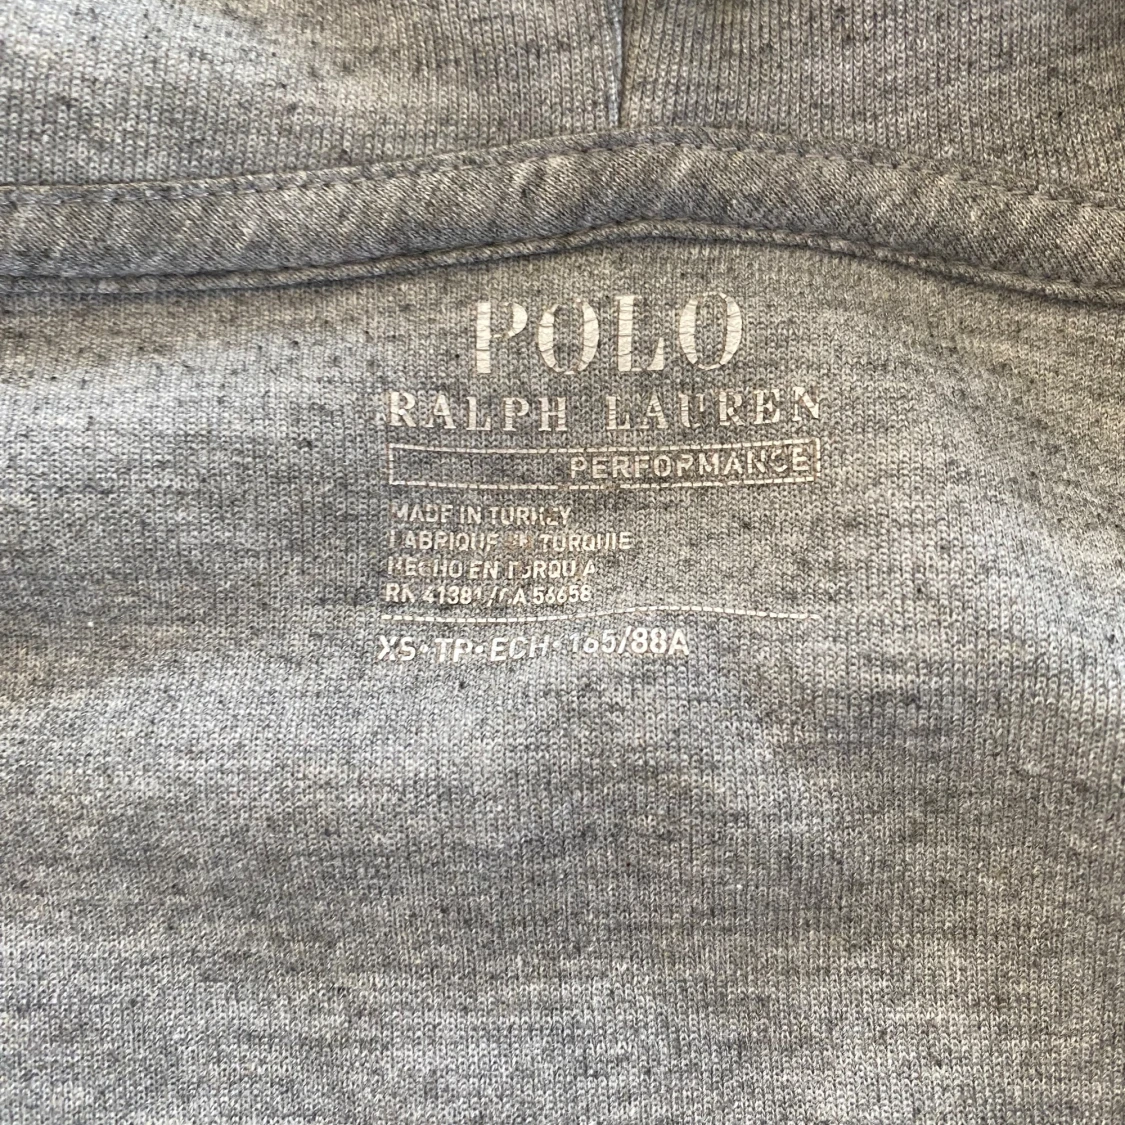 POLO
RALPH LAUREN
PERFORMANCE
MADE IN TURKEY
FABRIQUE EN TURQUIE
HECHO EN TURQUIA
RN 41381/CA 56658
XS•TP•ECH•165/88A